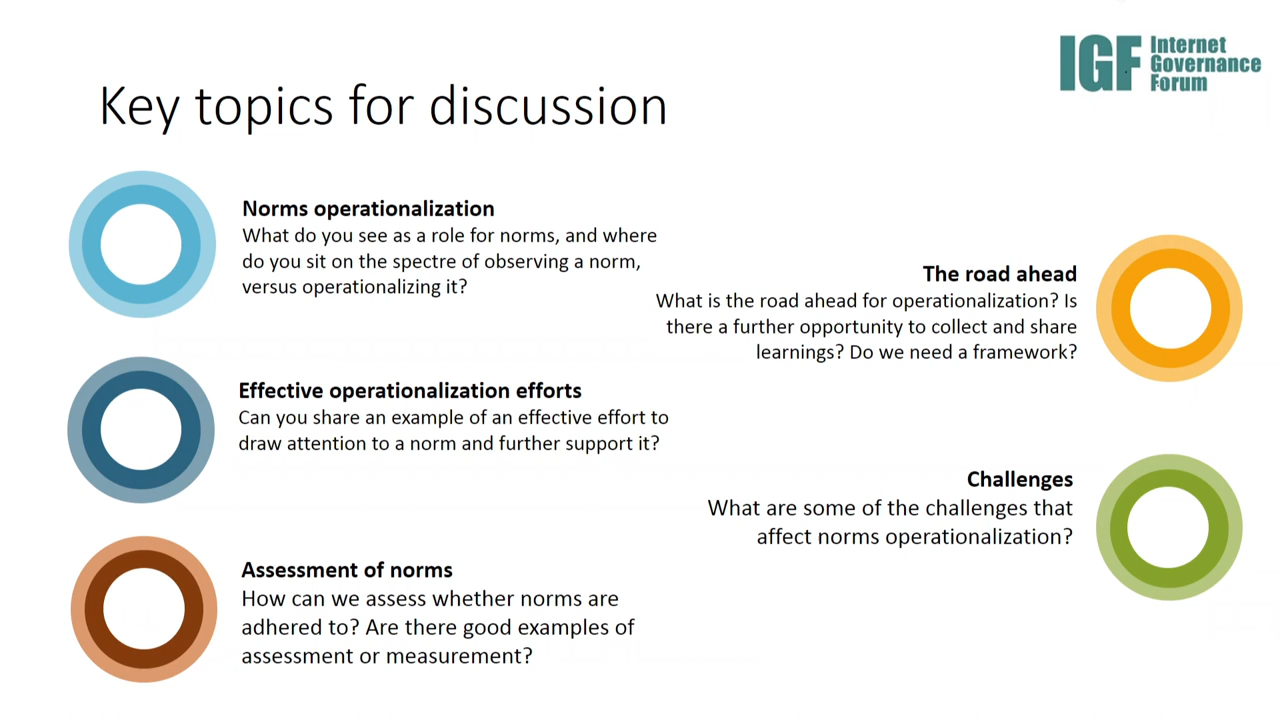 IGF Internet
Governance
Forum
Key topics for discussion
Norms operationalization
What do you see as a role for norms, and where
do you sit on the spectre of observing a norm,
versus operationalizing it?
Effective operationalization efforts
Can you share an example of an effective effort to
draw attention to a norm and further support it?
Assessment of norms
How can we assess whether norms are
adhered to? Are there good examples of
assessment or measurement?
The road ahead
What is the road ahead for operationalization? Is
there a further opportunity to collect and share
learnings? Do we need a framework?
Challenges
What are some of the challenges that
affect norms operationalization?